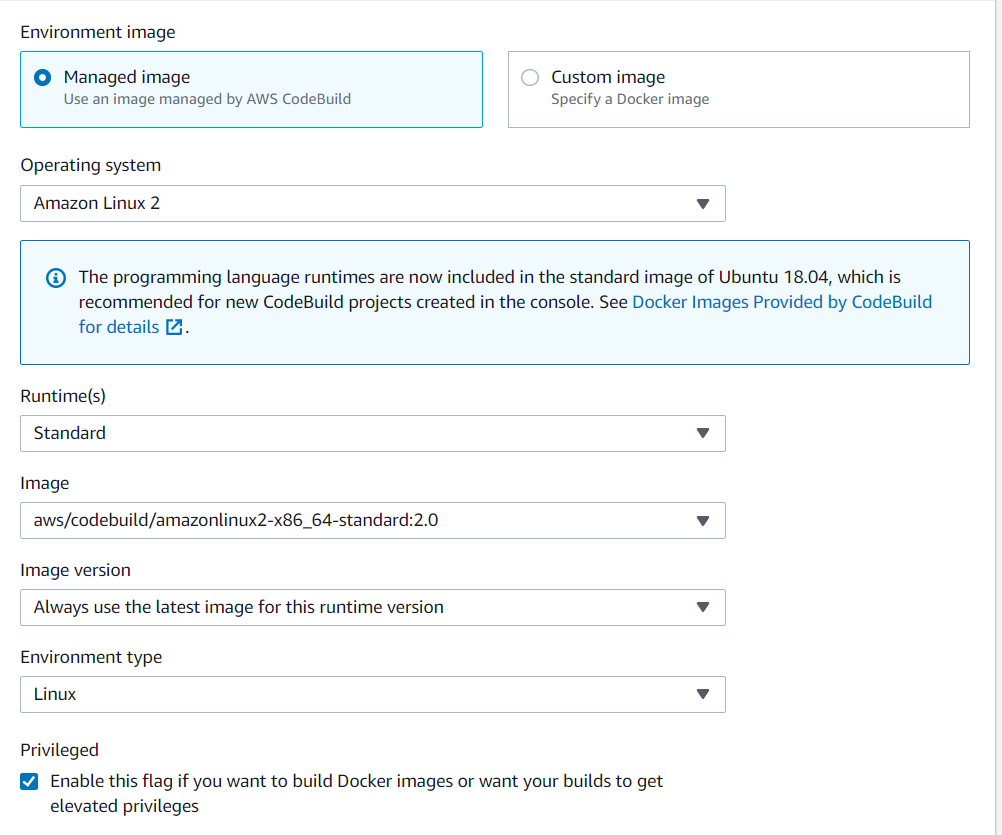 Environment image
Managed image
Use an image managed by AWS CodeBuild
Custom image
Specify a Docker image
Operating system
Amazon Linux 2
The programming language runtimes are now included in the standard image of Ubuntu 18.04, which is
recommended for new CodeBuild projects created in the console. See Docker Images Provided by CodeBuild
for details .
Runtime(s)
Standard
Image
aws/codebuild/amazonlinux2-x86_64-standard:2.0
Image version
Always use the latest image for this runtime version
Environment type
Linux
Privileged
Enable this flag if you want to build Docker images or want your builds to get
elevated privileges